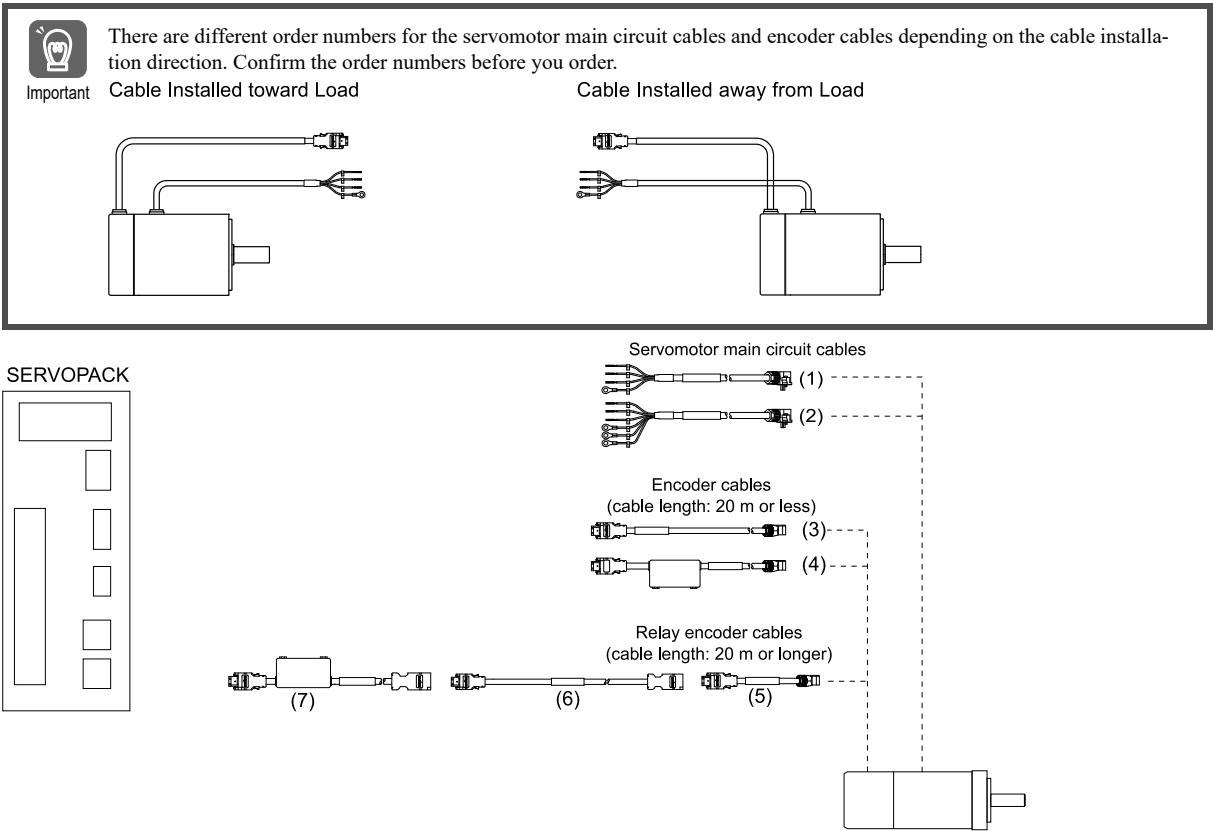 There are different order numbers for the servomotor main circuit cables and encoder cables depending on the cable installa-
tion direction. Confirm the order numbers before you order.
Important
Cable Installed toward Load
Cable Installed away from Load
Servomotor main circuit cables
SERVOPACK
(1)
(2)
Encoder cables
(cable length: 20 m or less)
(3)
(4)
Relay encoder cables
(cable length: 20 m or longer)
(7)
(6)
(5)